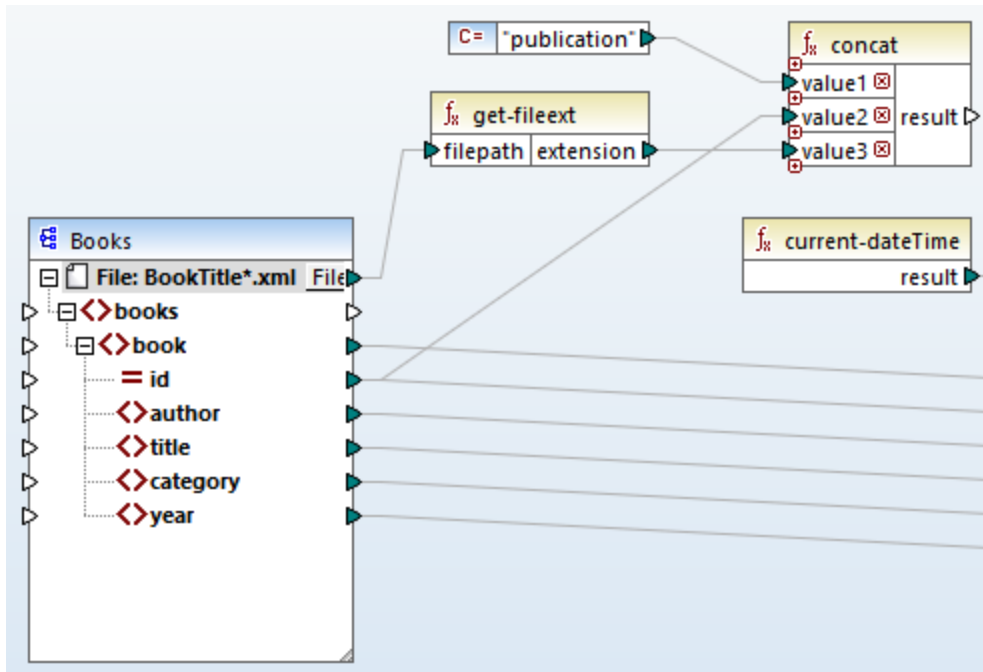 C= "publication"
fx concat
value1
value2 result
value3
fx get-fileext
filepath extension
Books
File: BookTitle*.xml File
books
book
= id
author
title
category
year
fx current-dateTime
result